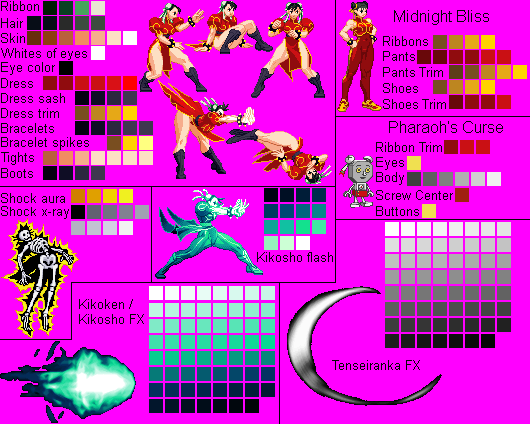 Ribbon
Hair
Skin
Whites of eyes
Eye color
Dress
Dress sash
Dress trim
Bracelets
Bracelet spikes
Tights
Boots
Midnight Bliss
Ribbons
Pants
Pants Trim
Shoes
Shoes Trim
Pharaoh's Curse
Ribbon Trim
Eyes
Body
Screw Center
Buttons
Shock aura
Shock x-ray
Kikosho flash
Kikoken /
Kikosho FX
Tenseiranka FX